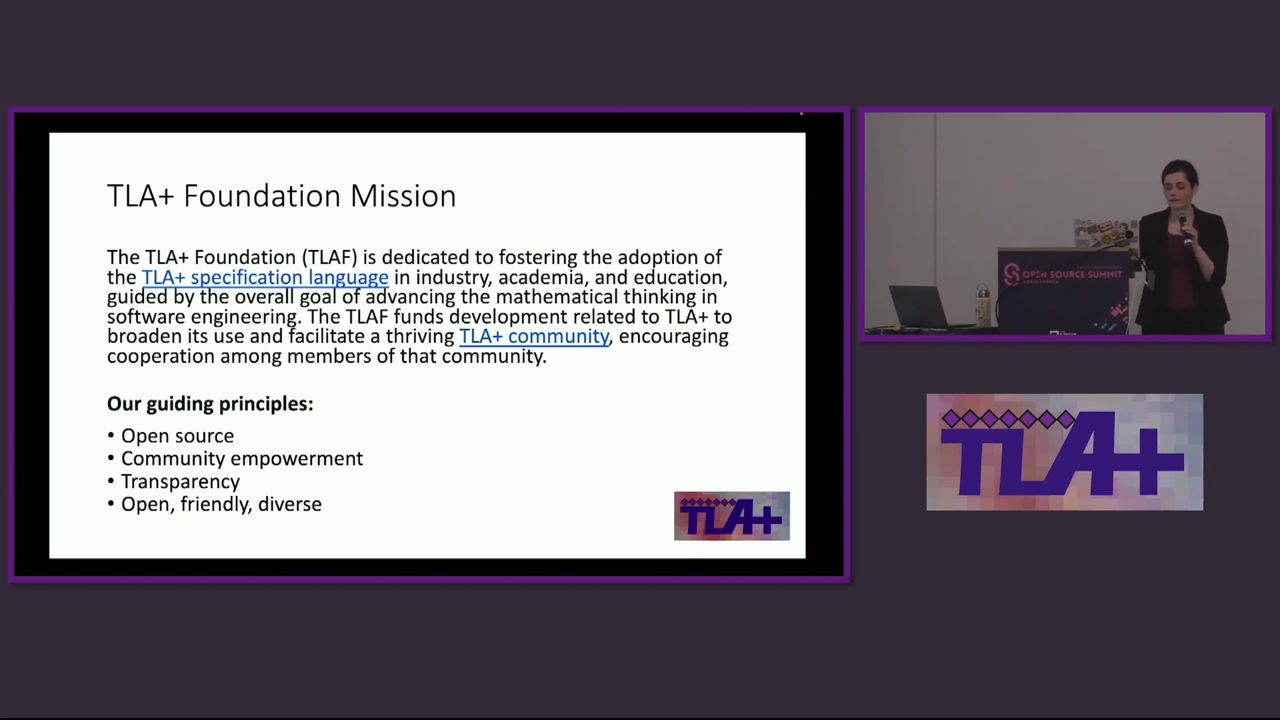 TLA+ Foundation Mission
The TLA+ Foundation (TLAF) is dedicated to fostering the adoption of
the TLA+ specification language in industry, academia, and education,
guided by the overall goal of advancing the mathematical thinking in
software engineering. The TLAF funds development related to TLA+ to
broaden its use and facilitate a thriving TLA+ community, encouraging
cooperation among members of that community.
Our guiding principles:
• Open source
• Community empowerment
• Transparency
• Open, friendly, diverse
TLA+
OPEN SOURCE SUMMIT
NORTH AMERICA
TLA+